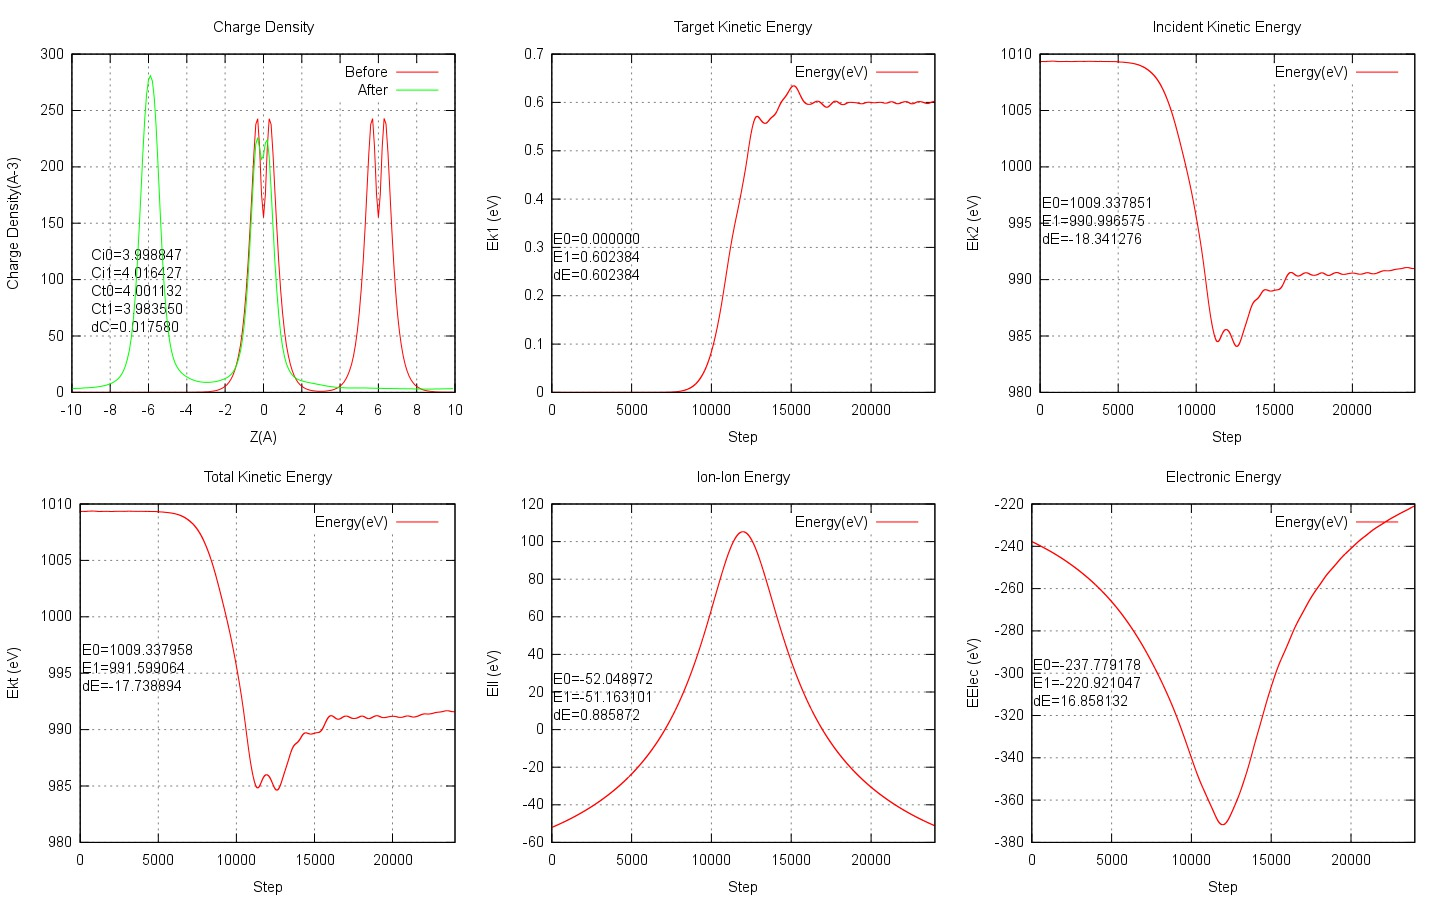 Charge Density
300
250
200
150
100
50
0
-10 -8 -6 -4 -2 0 2 4 6 8 10
Charge Density(A-3)
Z(A)
Before
After
Ci0=3.998847
Ci1=4.016427
Ct0=4.001132
Ct1=3.983550
dC=0.017580
Target Kinetic Energy
0.7
0.6
0.5
0.4
0.3
0.2
0.1
0
0 5000 10000 15000 20000
Ek1 (eV)
Step
Energy(eV)
E0=0.000000
E1=0.602384
dE=0.602384
Incident Kinetic Energy
1010
1005
1000
995
990
985
980
0 5000 10000 15000 20000
Ek2 (eV)
Step
Energy(eV)
E0=1009.337851
E1=990.996575
dE=-18.341276
Total Kinetic Energy
1010
1005
1000
995
990
985
980
0 5000 10000 15000 20000
Ekt (eV)
Step
Energy(eV)
E0=1009.337958
E1=991.599064
dE=-17.738894
Ion-Ion Energy
120
100
80
60
40
20
0
-20
-40
-60
0 5000 10000 15000 20000
EII (eV)
Step
Energy(eV)
E0=-52.048972
E1=-51.163101
dE=0.885872
Electronic Energy
-220
-240
-260
-280
-300
-320
-340
-360
-380
0 5000 10000 15000 20000
EElec (eV)
Step
Energy(eV)
E0=-237.779178
E1=-220.921047
dE=16.858132